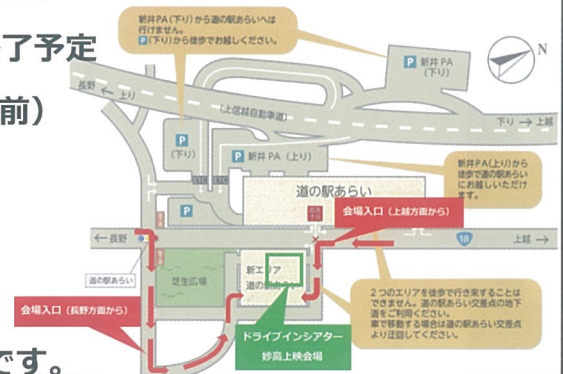 了予定
前）
新井PA(下り)から道の駅あらいへは
行けません。
P(下り)から徒歩でお越しください。
P 新井PA
(下り)
N
長野 ← 上り
(上信越自動車道)
下り → 上越
P
(下り)
P 新井PA (上り)
ETC
ETC
新井PA(上り)から
徒歩で道の駅あらい
にお越しいただけ
ます。
道の駅あらい
P
会場入口（上越方面から）
← 長野
18
上越 →
道の駅あらい
芝生広場
新エリア
道の駅あらい
２つのエリアを徒歩で行き来することは
できません。道の駅あらい交差点の地下
道をご利用ください。
車で移動する場合は道の駅あらい交差点
より迂回してください。
会場入口（長野方面から）
ドライブインシアター
妙高上映会場
です。